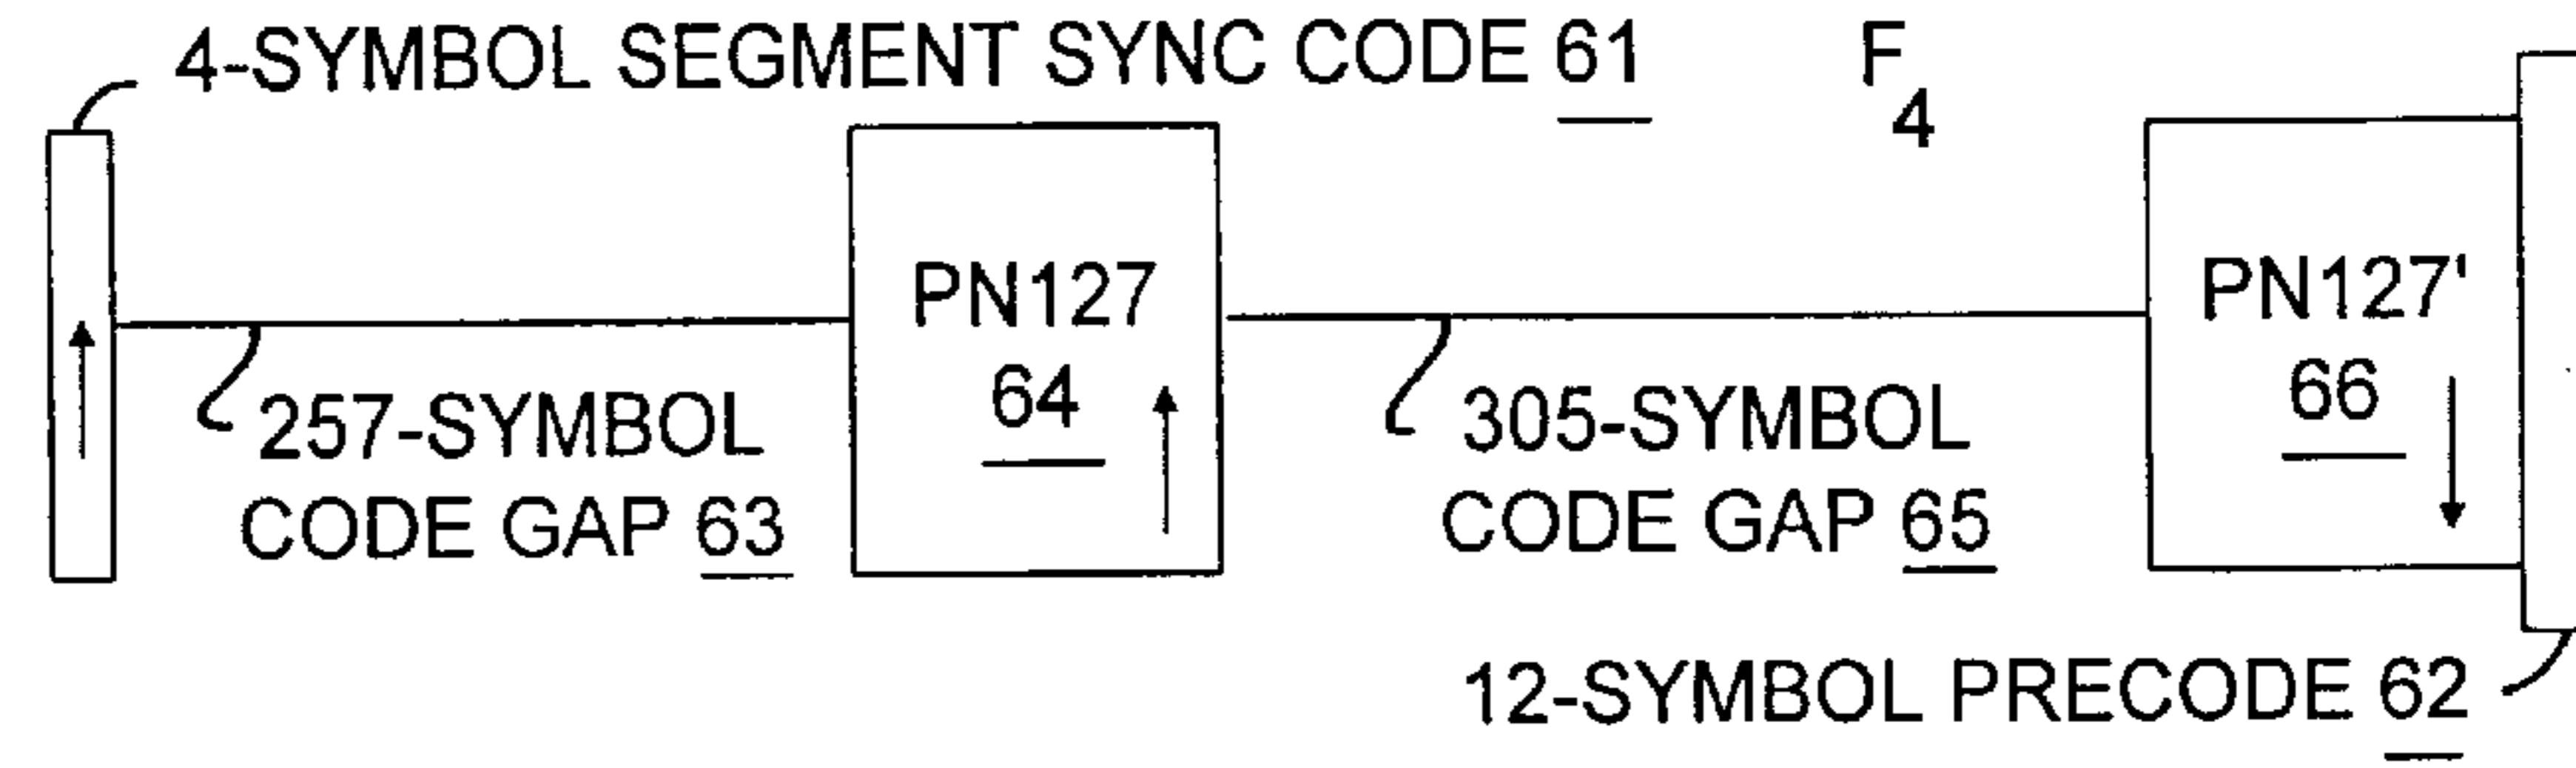 4-SYMBOL SEGMENT SYNC CODE 61
F4
PN127
64
PN127'
66
257-SYMBOL
CODE GAP 63
305-SYMBOL
CODE GAP 65
12-SYMBOL PRECODE 62